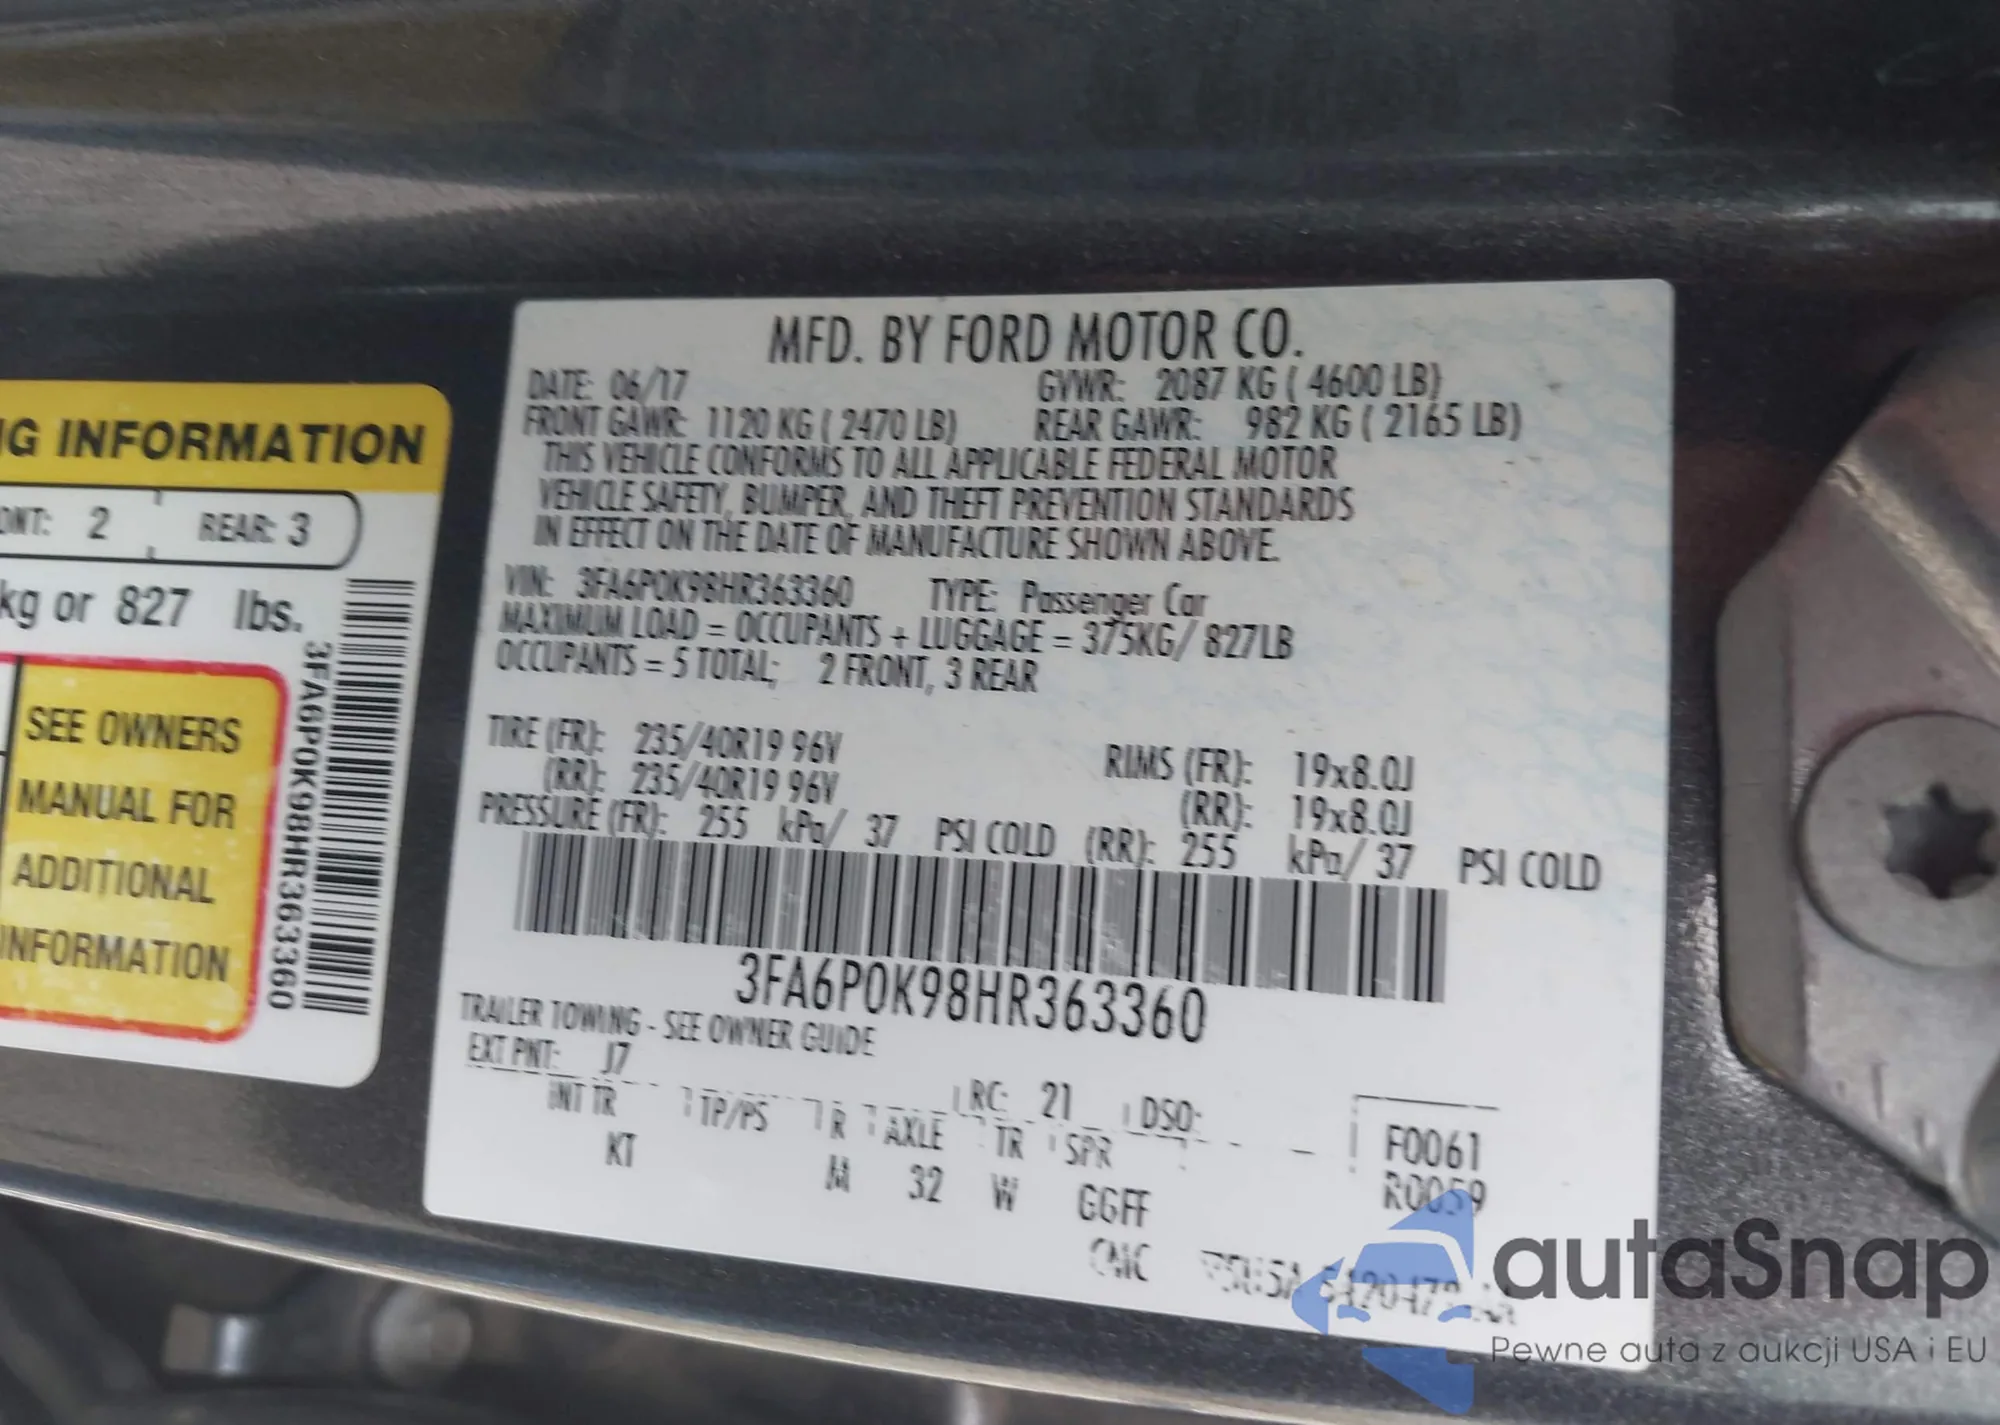 NG INFORMATION
ONT: 2 REAR: 3
kg or 827 lbs.
SEE OWNERS
MANUAL FOR
ADDITIONAL
INFORMATION
3FA6P0K98HR363360
MFD. BY FORD MOTOR CO.
DATE: 06/17 GVWR: 2087 KG ( 4600 LB)
FRONT GAWR: 1120 KG ( 2470 LB) REAR GAWR: 982 KG ( 2165 LB)
THIS VEHICLE CONFORMS TO ALL APPLICABLE FEDERAL MOTOR
VEHICLE SAFETY, BUMPER, AND THEFT PREVENTION STANDARDS
IN EFFECT ON THE DATE OF MANUFACTURE SHOWN ABOVE.
VIN: 3FA6P0K98HR363360 TYPE: Passenger Car
MAXIMUM LOAD = OCCUPANTS + LUGGAGE = 375KG/ 827LB
OCCUPANTS = 5 TOTAL; 2 FRONT, 3 REAR
TIRE (FR): 235/40R19 96V RIMS (FR): 19x8.0J
(RR): 235/40R19 96V (RR): 19x8.0J
PRESSURE (FR): 255 kPa/ 37 PSI COLD (RR): 255 kPa/ 37 PSI COLD
3FA6P0K98HR363360
TRAILER TOWING - SEE OWNER GUIDE
EXT PNT: J7 RC: 21 DSO:
INT TR TP/PS R AXLE TR SPR F0061
KT M 32 W GGFF R0059
autaSnap
Pewne auta z aukcji USA i EU